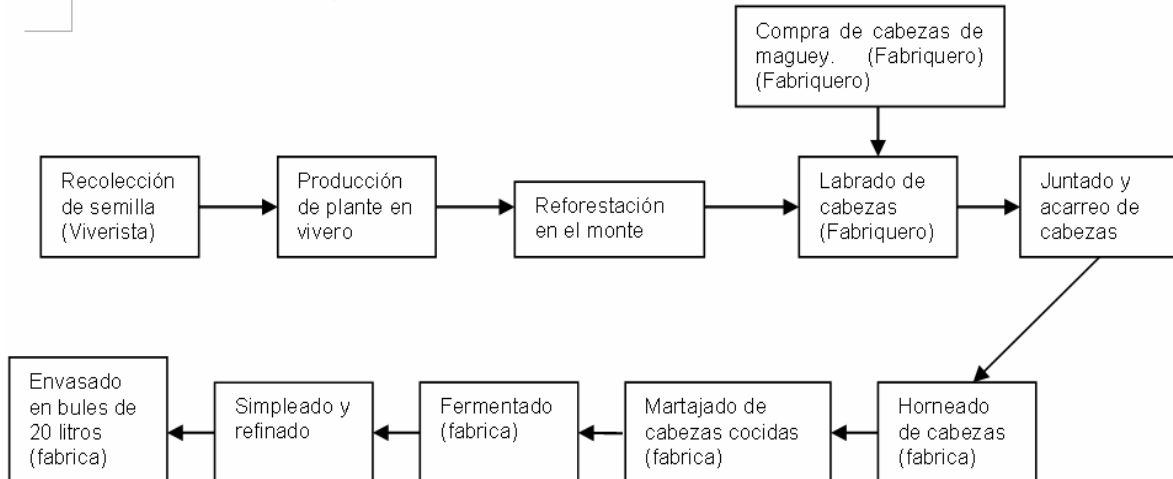 Compra de cabezas de
maguey. (Fabriquero)
(Fabriquero)
Recolección
de semilla
(Viverista)
Producción
de plante en
vivero
Reforestación
en el monte
Labrado de
cabezas
(Fabriquero)
Juntado y
acarreo de
cabezas
Envasado
en bules de
20 litros
(fabrica)
Simpleado y
refinado
Fermentado
(fabrica)
Martajado de
cabezas cocidas
(fabrica)
Horneado
de cabezas
(fabrica)